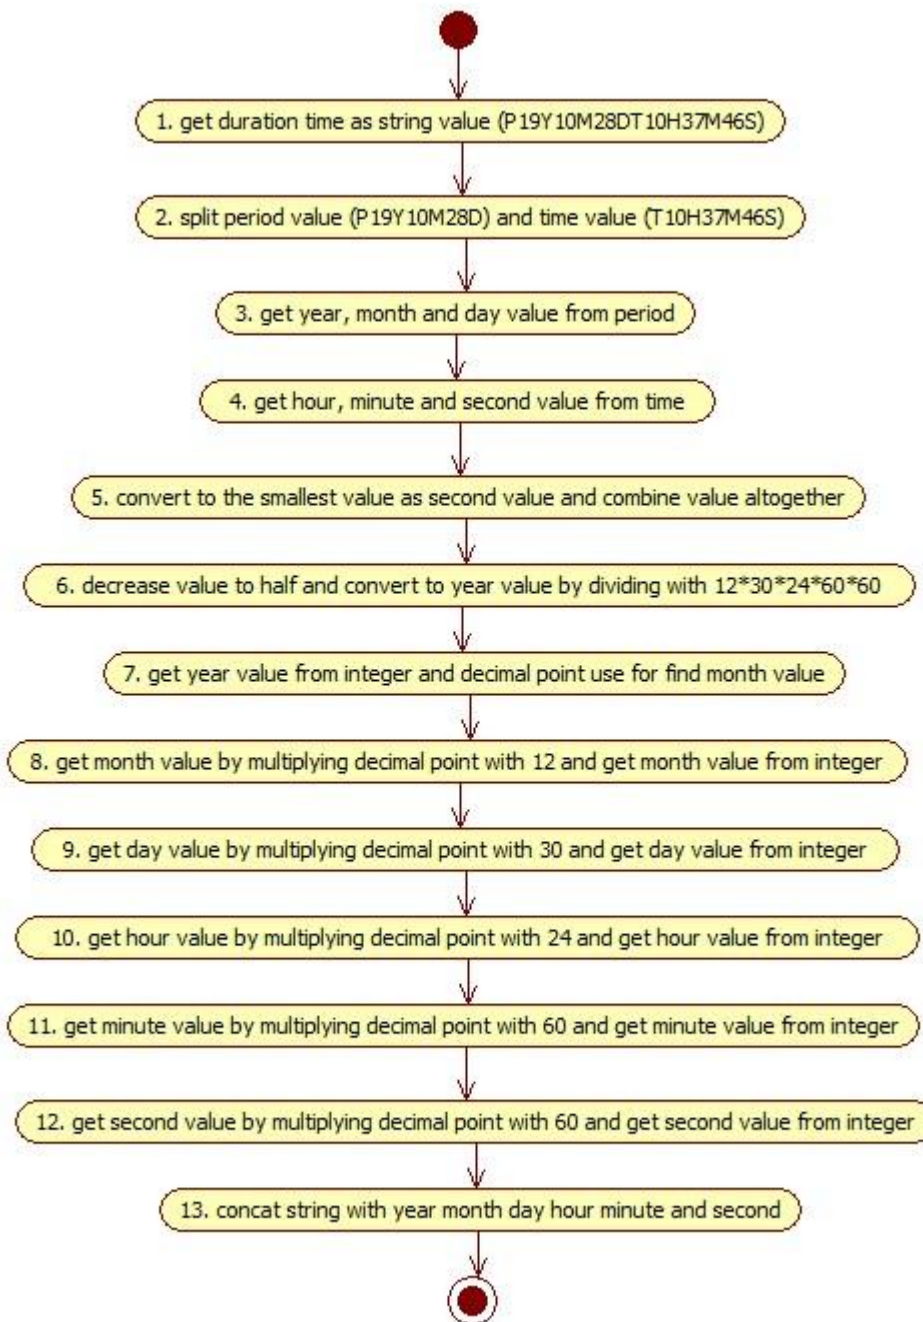 1. get duration time as string value (P19Y10M28DT10H37M46S)
2. split period value (P19Y10M28D) and time value (T10H37M46S)
3. get year, month and day value from period
4. get hour, minute and second value from time
5. convert to the smallest value as second value and combine value altogether
6. decrease value to half and convert to year value by dividing with 12*30*24*60*60
7. get year value from integer and decimal point use for find month value
8. get month value by multiplying decimal point with 12 and get month value from integer
9. get day value by multiplying decimal point with 30 and get day value from integer
10. get hour value by multiplying decimal point with 24 and get hour value from integer
11. get minute value by multiplying decimal point with 60 and get minute value from integer
12. get second value by multiplying decimal point with 60 and get second value from integer
13. concat string with year month day hour minute and second